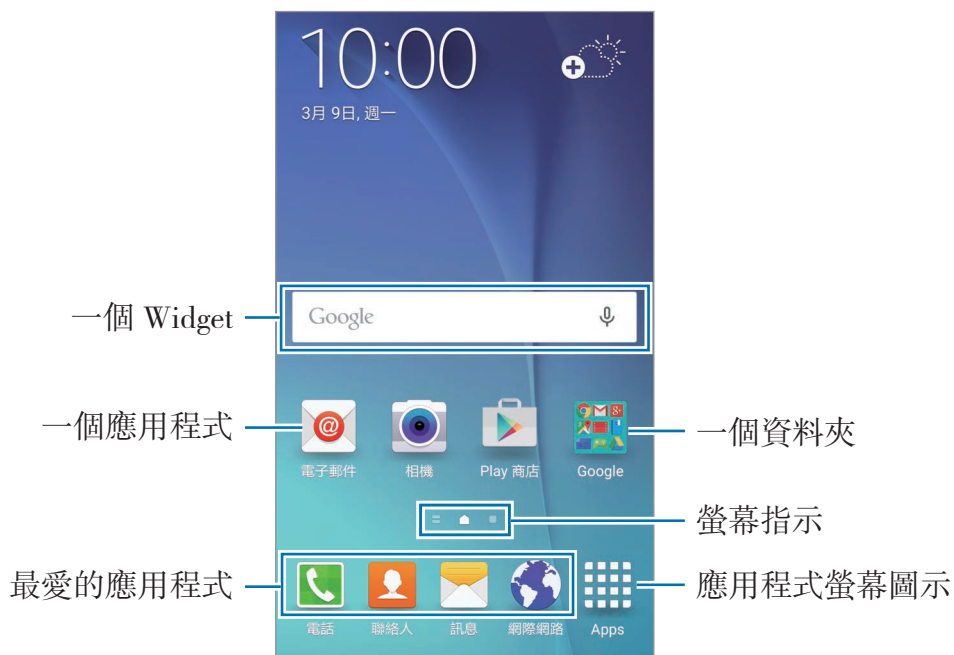 10:00
3月 9日, 週一
一個 Widget
Google
一個應用程式
電子郵件
相機
Play 商店
Google
一個資料夾
螢幕指示
最愛的應用程式
電話
聯絡人
訊息
網際網路
Apps
應用程式螢幕圖示